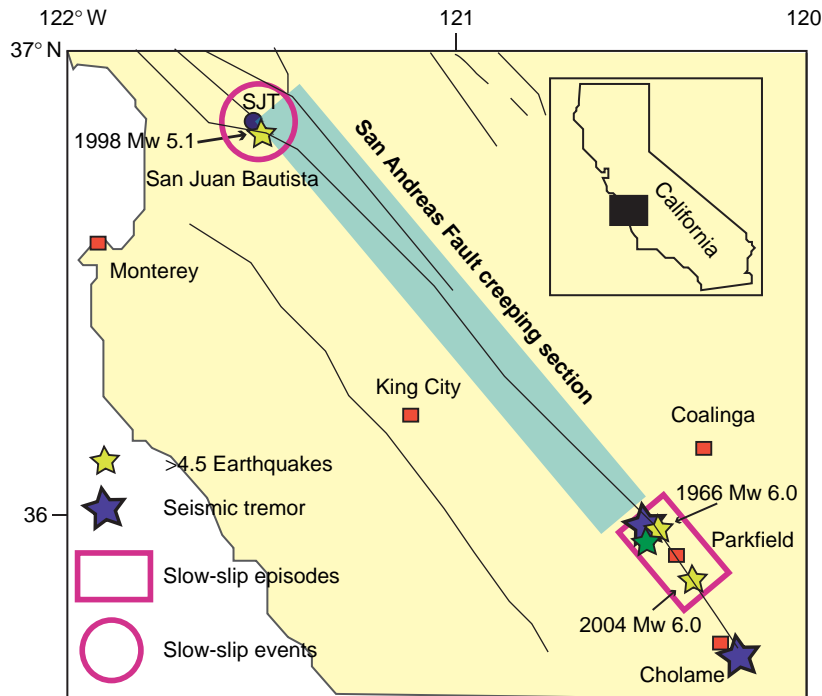 122° W
121
120
37° N
SJT
1998 Mw 5.1
San Juan Bautista
San Andreas Fault creeping section
California
Monterey
King City
Coalinga
>4.5 Earthquakes
1966 Mw 6.0
Seismic tremor
36
Parkfield
Slow-slip episodes
2004 Mw 6.0
Slow-slip events
Cholame